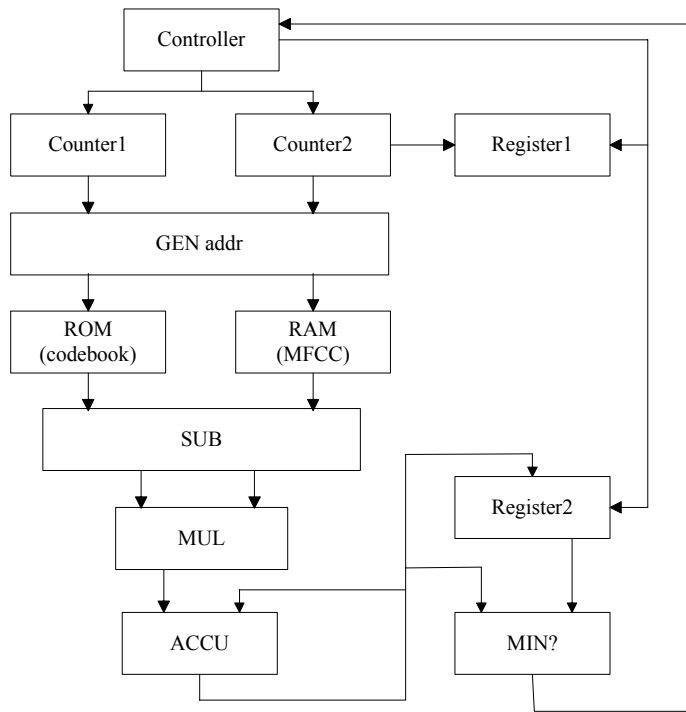 Controller
Counter1
Counter2
Register1
GEN addr
ROM
(codebook)
RAM
(MFCC)
SUB
Register2
MUL
ACCU
MIN?